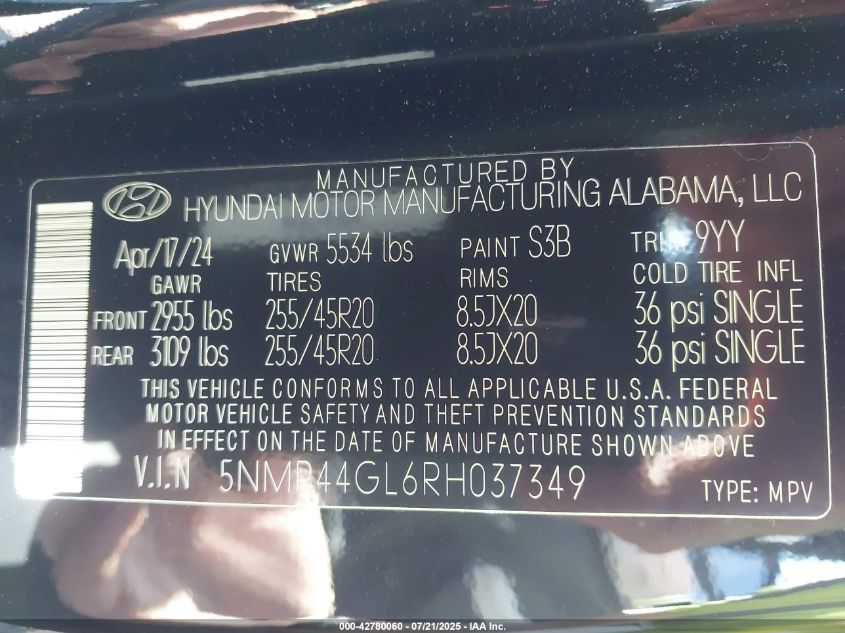 MANUFACTURED BY
HYUNDAI MOTOR MANUFACTURING ALABAMA, LLC
Apr/17/24 GVWR 5534 lbs PAINT S3B TRIM 9YY
GAWR TIRES RIMS COLD TIRE INFL
FRONT 2955 lbs 255/45R20 8.5JX20 36 psi SINGLE
REAR 3109 lbs 255/45R20 8.5JX20 36 psi SINGLE
THIS VEHICLE CONFORMS TO ALL APPLICABLE U.S.A. FEDERAL
MOTOR VEHICLE SAFETY AND THEFT PREVENTION STANDARDS
IN EFFECT ON THE DATE OF MANUFACTURE SHOWN ABOVE
V.I.N 5NMP44GL6RH037349 TYPE: MPV
000-42780060 - 07/21/2025 - IAA Inc.